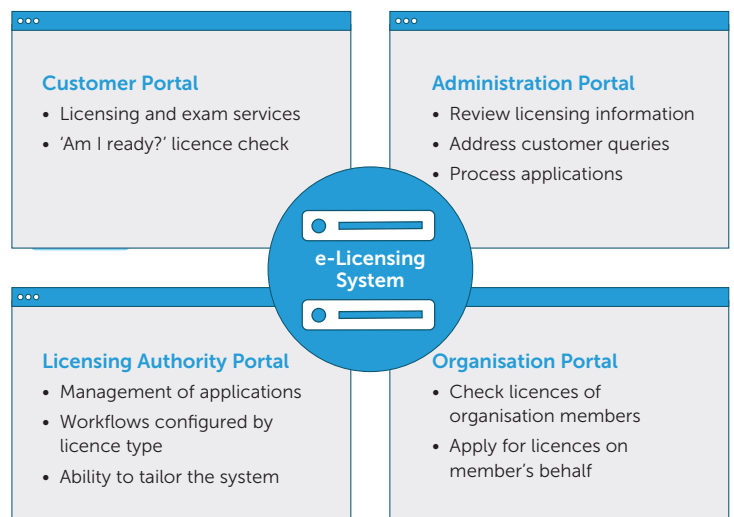 Customer Portal
• Licensing and exam services
• ‘Am I ready?’ licence check
Administration Portal
• Review licensing information
• Address customer queries
• Process applications
e-Licensing
System
Licensing Authority Portal
• Management of applications
• Workflows configured by
licence type
• Ability to tailor the system
Organisation Portal
• Check licences of
organisation members
• Apply for licences on
member’s behalf